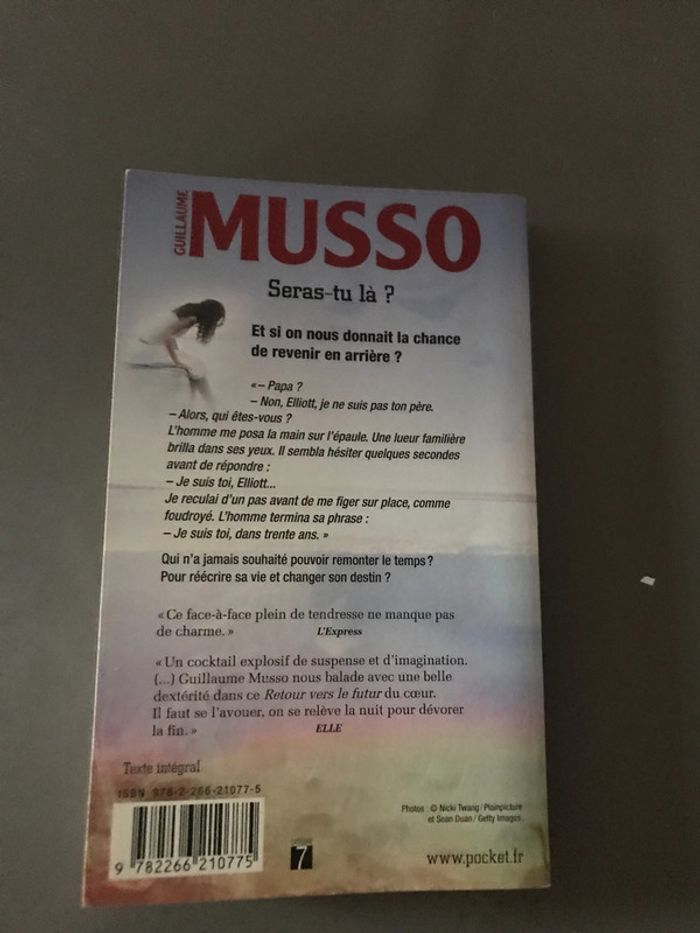 GUILLAUME
MUSSO
Seras-tu là ?
Et si on nous donnait la chance
de revenir en arrière ?
«– Papa ?
– Non, Elliott, je ne suis pas ton père.
– Alors, qui êtes-vous ?
L'homme me posa la main sur l'épaule. Une lueur familière
brilla dans ses yeux. Il sembla hésiter quelques secondes
avant de répondre :
– Je suis toi, Elliott...
Je reculai d'un pas avant de me figer sur place, comme
foudroyé. L'homme termina sa phrase :
– Je suis toi, dans trente ans. »
Qui n'a jamais souhaité pouvoir remonter le temps ?
Pour réécrire sa vie et changer son destin ?
« Ce face-à-face plein de tendresse ne manque pas
de charme. » L'Express
« Un cocktail explosif de suspense et d'imagination.
(...) Guillaume Musso nous balade avec une belle
dextérité dans ce Retour vers le futur du cœur.
Il faut se l'avouer, on se relève la nuit pour dévorer
la fin. » ELLE
Texte intégral
ISBN 978-2-266-21077-5
Photos : © Nicki Twang / Plainpicture
et Sean Duan / Getty Images.
9 782266 210775
7
www.pocket.fr